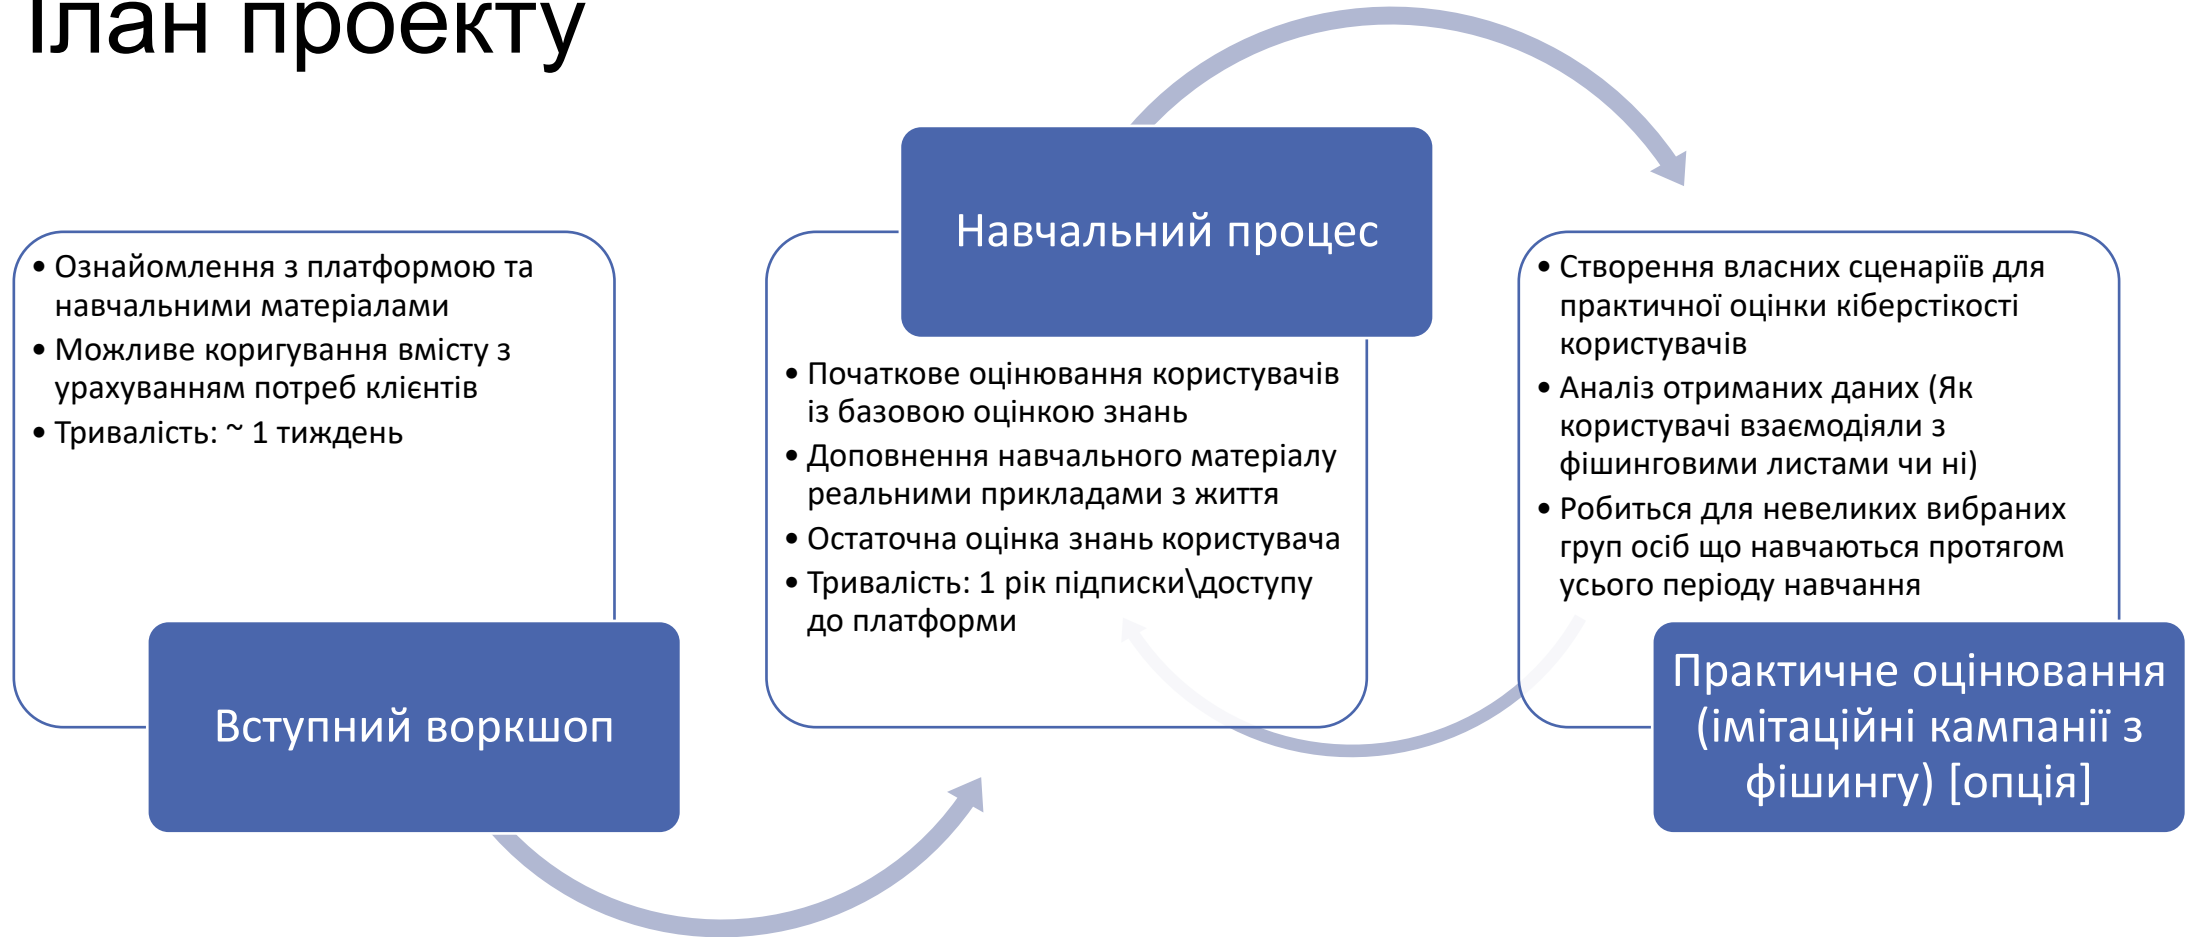 План проекту
• Ознайомлення з платформою та
навчальними матеріалами
• Можливе коригування вмісту з
урахуванням потреб клієнтів
• Тривалість: ~ 1 тиждень
Вступний воркшоп
Навчальний процес
• Початкове оцінювання користувачів
із базовою оцінкою знань
• Доповнення навчального матеріалу
реальними прикладами з життя
• Остаточна оцінка знань користувача
• Тривалість: 1 рік підписки\доступу
до платформи
• Створення власних сценаріїв для
практичної оцінки кіберстікості
користувачів
• Аналіз отриманих даних (Як
користувачі взаємодіяли з
фішинговими листами чи ні)
• Робиться для невеликих вибраних
груп осіб що навчаються протягом
усього періоду навчання
Практичне оцінювання
(імітаційні кампанії з
фішингу) [опція]